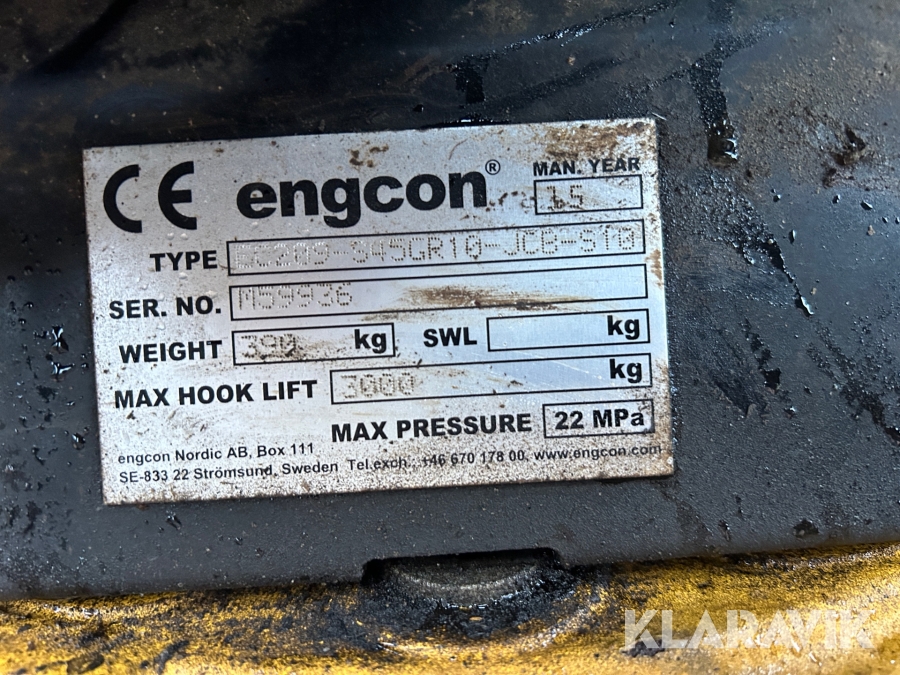 CE engcon® MAN. YEAR
15
TYPE EC209-S45GR10-JCB-S10
SER. NO. M59936
WEIGHT 390 kg SWL kg
MAX HOOK LIFT 3000 kg
MAX PRESSURE 22 MPa
engcon Nordic AB, Box 111
SE-833 22 Strömsund, Sweden Tel.exch. +46 670 178 00. www.engcon.com
KLARAVIK